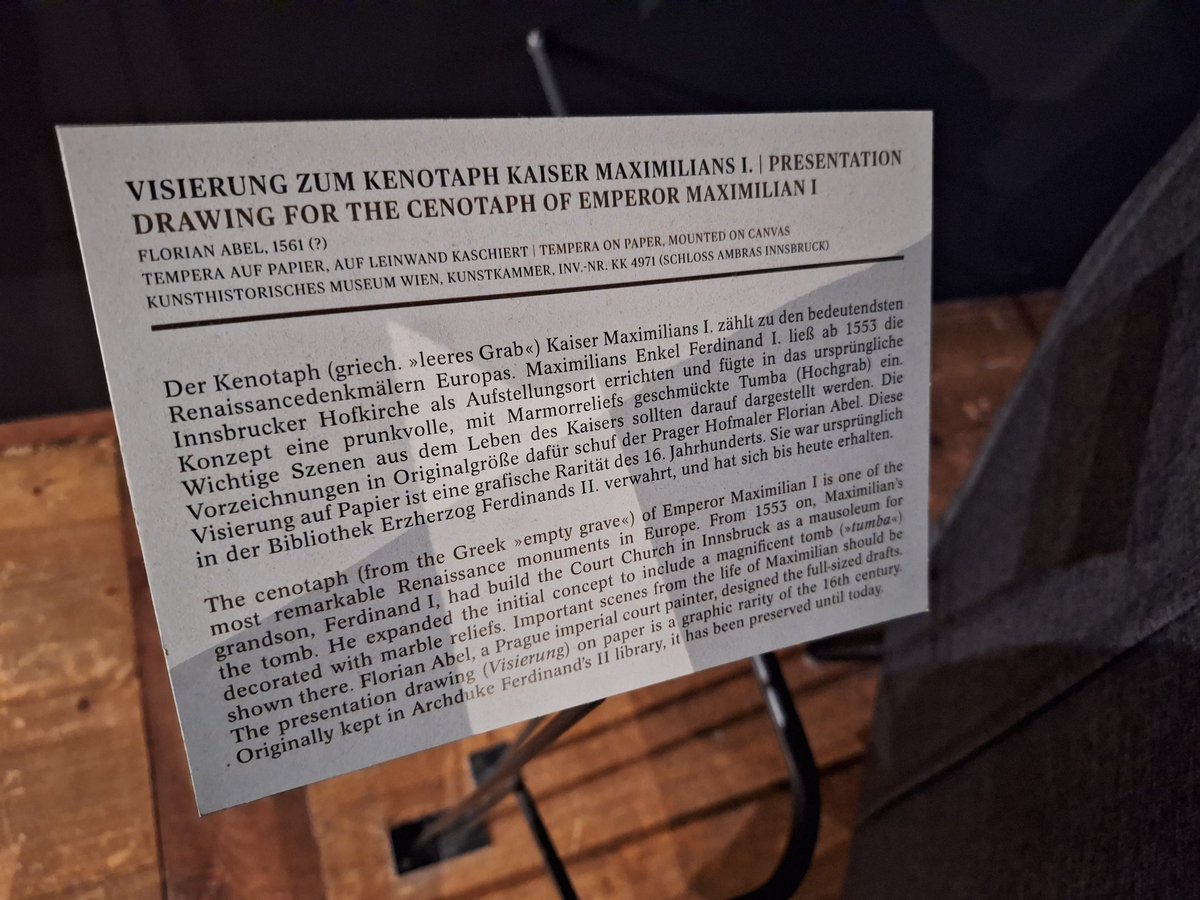 VISIERUNG ZUM KENOTAPH KAISER MAXIMILIANS I. | PRESENTATION
DRAWING FOR THE CENOTAPH OF EMPEROR MAXIMILIAN I
FLORIAN ABEL, 1561 (?)
TEMPERA AUF PAPIER, AUF LEINWAND KASCHIERT | TEMPERA ON PAPER, MOUNTED ON CANVAS
KUNSTHISTORISCHES MUSEUM WIEN, KUNSTKAMMER, INV.-NR. KK 4971 (SCHLOSS AMBRAS INNSBRUCK)
Der Kenotaph (griech. »leeres Grab«) Kaiser Maximilians I. zählt zu den bedeutendsten
Renaissancedenkmälern Europas. Maximilians Enkel Ferdinand I. ließ ab 1553 die
Innsbrucker Hofkirche als Aufstellungsort errichten und fügte in das ursprüngliche
Konzept eine prunkvolle, mit Marmorreliefs geschmückte Tumba (Hochgrab) ein.
Wichtige Szenen aus dem Leben des Kaisers sollten darauf dargestellt werden. Die
Vorzeichnungen in Originalgröße dafür schuf der Prager Hofmaler Florian Abel. Diese
Visierung auf Papier ist eine grafische Rarität des 16. Jahrhunderts. Sie war ursprünglich
in der Bibliothek Erzherzog Ferdinands II. verwahrt, und hat sich bis heute erhalten.
The cenotaph (from the Greek »empty grave«) of Emperor Maximilian I is one of the
most remarkable Renaissance monuments in Europe. From 1553 on, Maximilian's
grandson, Ferdinand I, had build the Court Church in Innsbruck as a mausoleum for
the tomb. He expanded the initial concept to include a magnificent tomb (»tumba«)
decorated with marble reliefs. Important scenes from the life of Maximilian should be
shown there. Florian Abel, a Prague imperial court painter, designed the full-sized drafts.
The presentation drawing (Visierung) on paper is a graphic rarity of the 16th century.
. Originally kept in Archduke Ferdinand's II library, it has been preserved until today.